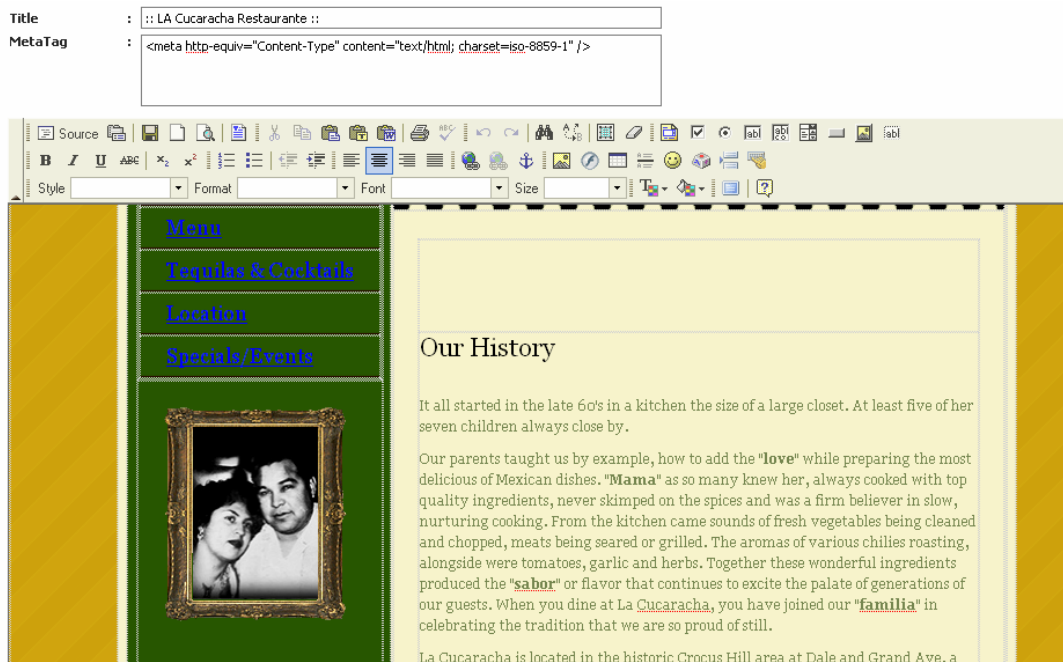 Title : :: LA Cucaracha Restaurante ::
MetaTag : <meta http-equiv="Content-Type" content="text/html; charset=iso-8859-1" />
Source
B I U ABC x₂ x²
Style Format Font Size
Menu
Tequilas & Cocktails
Location
Specials/Events
Our History
It all started in the late 60's in a kitchen the size of a large closet. At least five of her
seven children always close by.
Our parents taught us by example, how to add the "love" while preparing the most
delicious of Mexican dishes. "Mama" as so many knew her, always cooked with top
quality ingredients, never skimped on the spices and was a firm believer in slow,
nurturing cooking. From the kitchen came sounds of fresh vegetables being cleaned
and chopped, meats being seared or grilled. The aromas of various chilies roasting,
alongside were tomatoes, garlic and herbs. Together these wonderful ingredients
produced the "sabor" or flavor that continues to excite the palate of generations of
our guests. When you dine at La Cucaracha, you have joined our "familia" in
celebrating the tradition that we are so proud of still.
La Cucaracha is located in the historic Crocus Hill area at Dale and Grand Ave, a